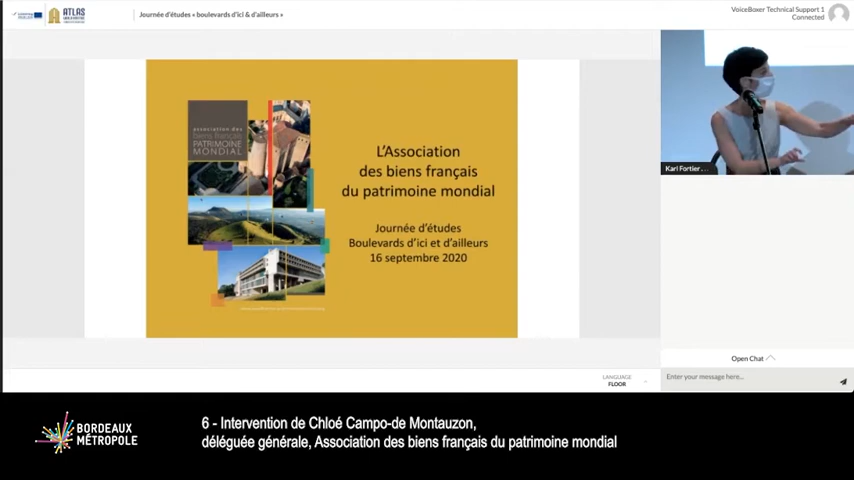 Interreg
ATLAS
Journée d'études « boulevards d'ici & d'ailleurs »
VoiceBoxer Technical Support 1
Connected
association des
biens français
PATRIMOINE
MONDIAL
L'Association
des biens français
du patrimoine mondial
Journée d'études
Boulevards d'ici et d'ailleurs
16 septembre 2020
Karl Fortier . . .
Open Chat
Enter your message here...
LANGUAGE
FLOOR
BORDEAUX
MÉTROPOLE
6 - Intervention de Chloé Campo-de Montauzon,
déléguée générale, Association des biens français du patrimoine mondial